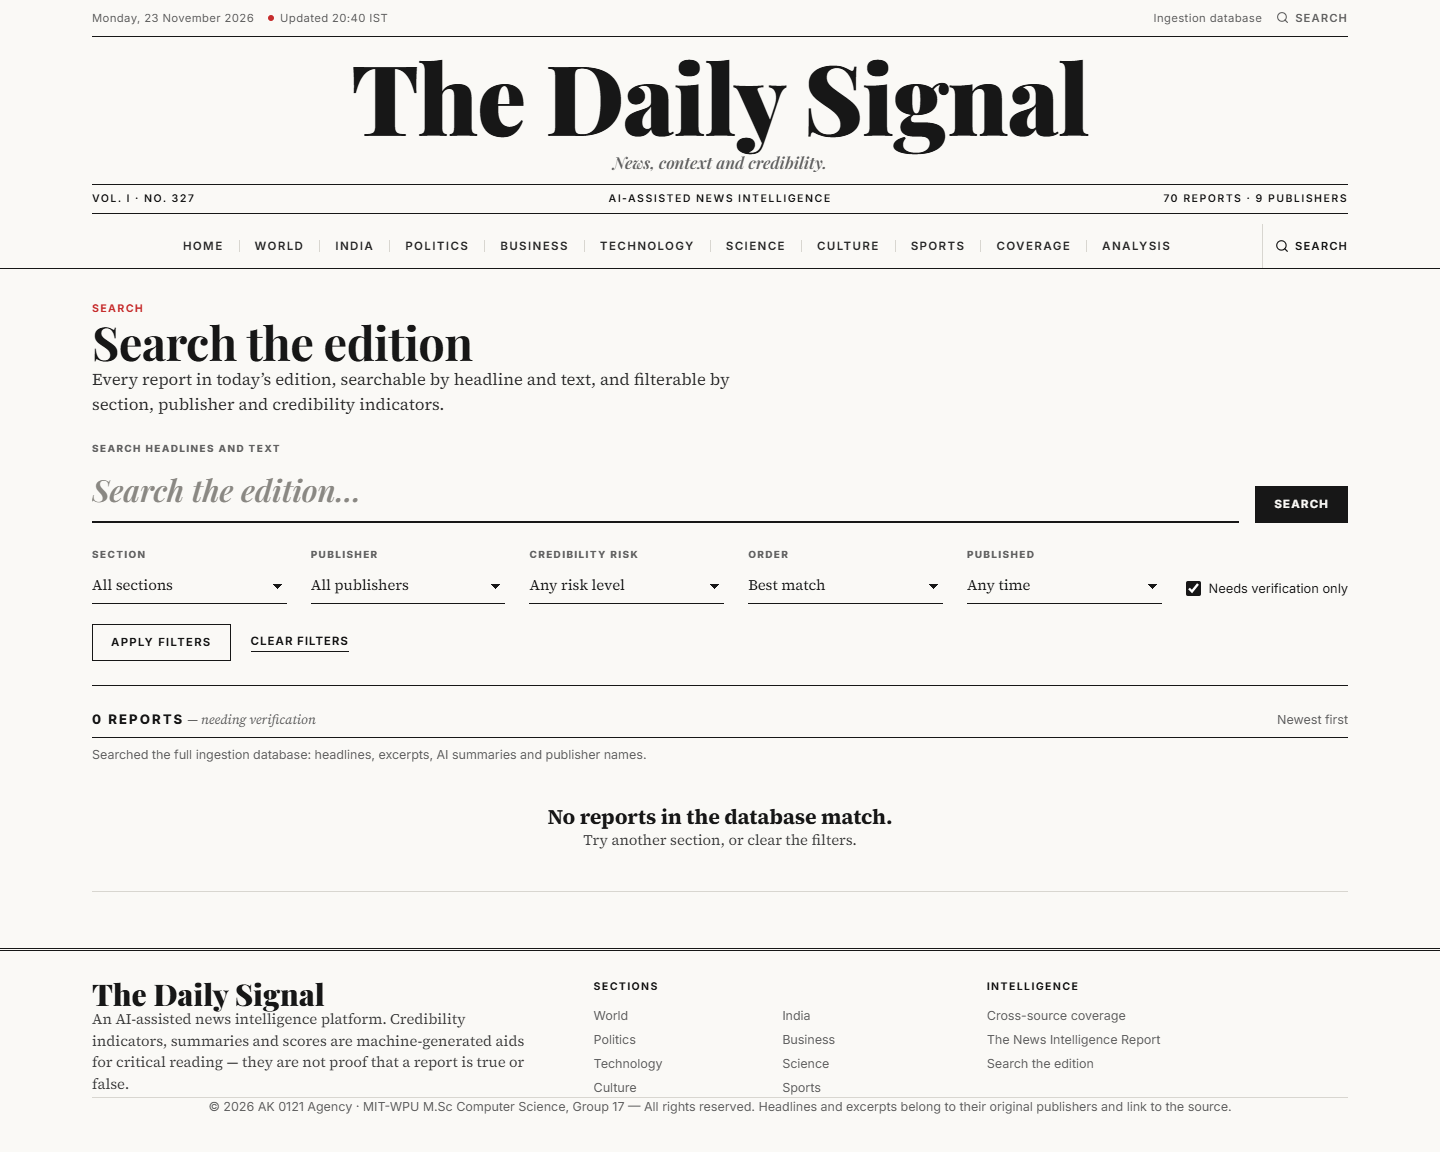 Monday, 23 November 2026 Updated 20:40 IST Ingestion database SEARCH
The Daily Signal
News, context and credibility.
VOL. I · NO. 327 AI-ASSISTED NEWS INTELLIGENCE 70 REPORTS · 9 PUBLISHERS
HOME WORLD INDIA POLITICS BUSINESS TECHNOLOGY SCIENCE CULTURE SPORTS COVERAGE ANALYSIS SEARCH
SEARCH
Search the edition
Every report in today’s edition, searchable by headline and text, and filterable by
section, publisher and credibility indicators.
SEARCH HEADLINES AND TEXT
Search the edition… SEARCH
SECTION PUBLISHER CREDIBILITY RISK ORDER PUBLISHED
All sections All publishers Any risk level Best match Any time Needs verification only
APPLY FILTERS CLEAR FILTERS
0 REPORTS — needing verification Newest first
Searched the full ingestion database: headlines, excerpts, AI summaries and publisher names.
No reports in the database match.
Try another section, or clear the filters.
The Daily Signal
An AI-assisted news intelligence platform. Credibility
indicators, summaries and scores are machine-generated aids
for critical reading — they are not proof that a report is true or
false.
SECTIONS
World India
Politics Business
Technology Science
Culture Sports
INTELLIGENCE
Cross-source coverage
The News Intelligence Report
Search the edition
© 2026 AK 0121 Agency · MIT-WPU M.Sc Computer Science, Group 17 — All rights reserved. Headlines and excerpts belong to their original publishers and link to the source.